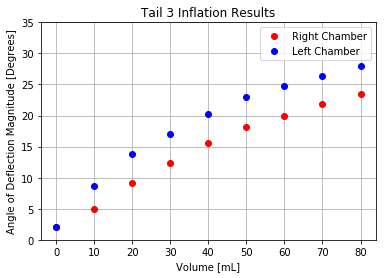 Tail 3 Inflation Results
Right Chamber
Left Chamber
Angle of Deflection Magnitude [Degrees]
35
30
25
20
15
10
5
0
0 10 20 30 40 50 60 70 80
Volume [mL]